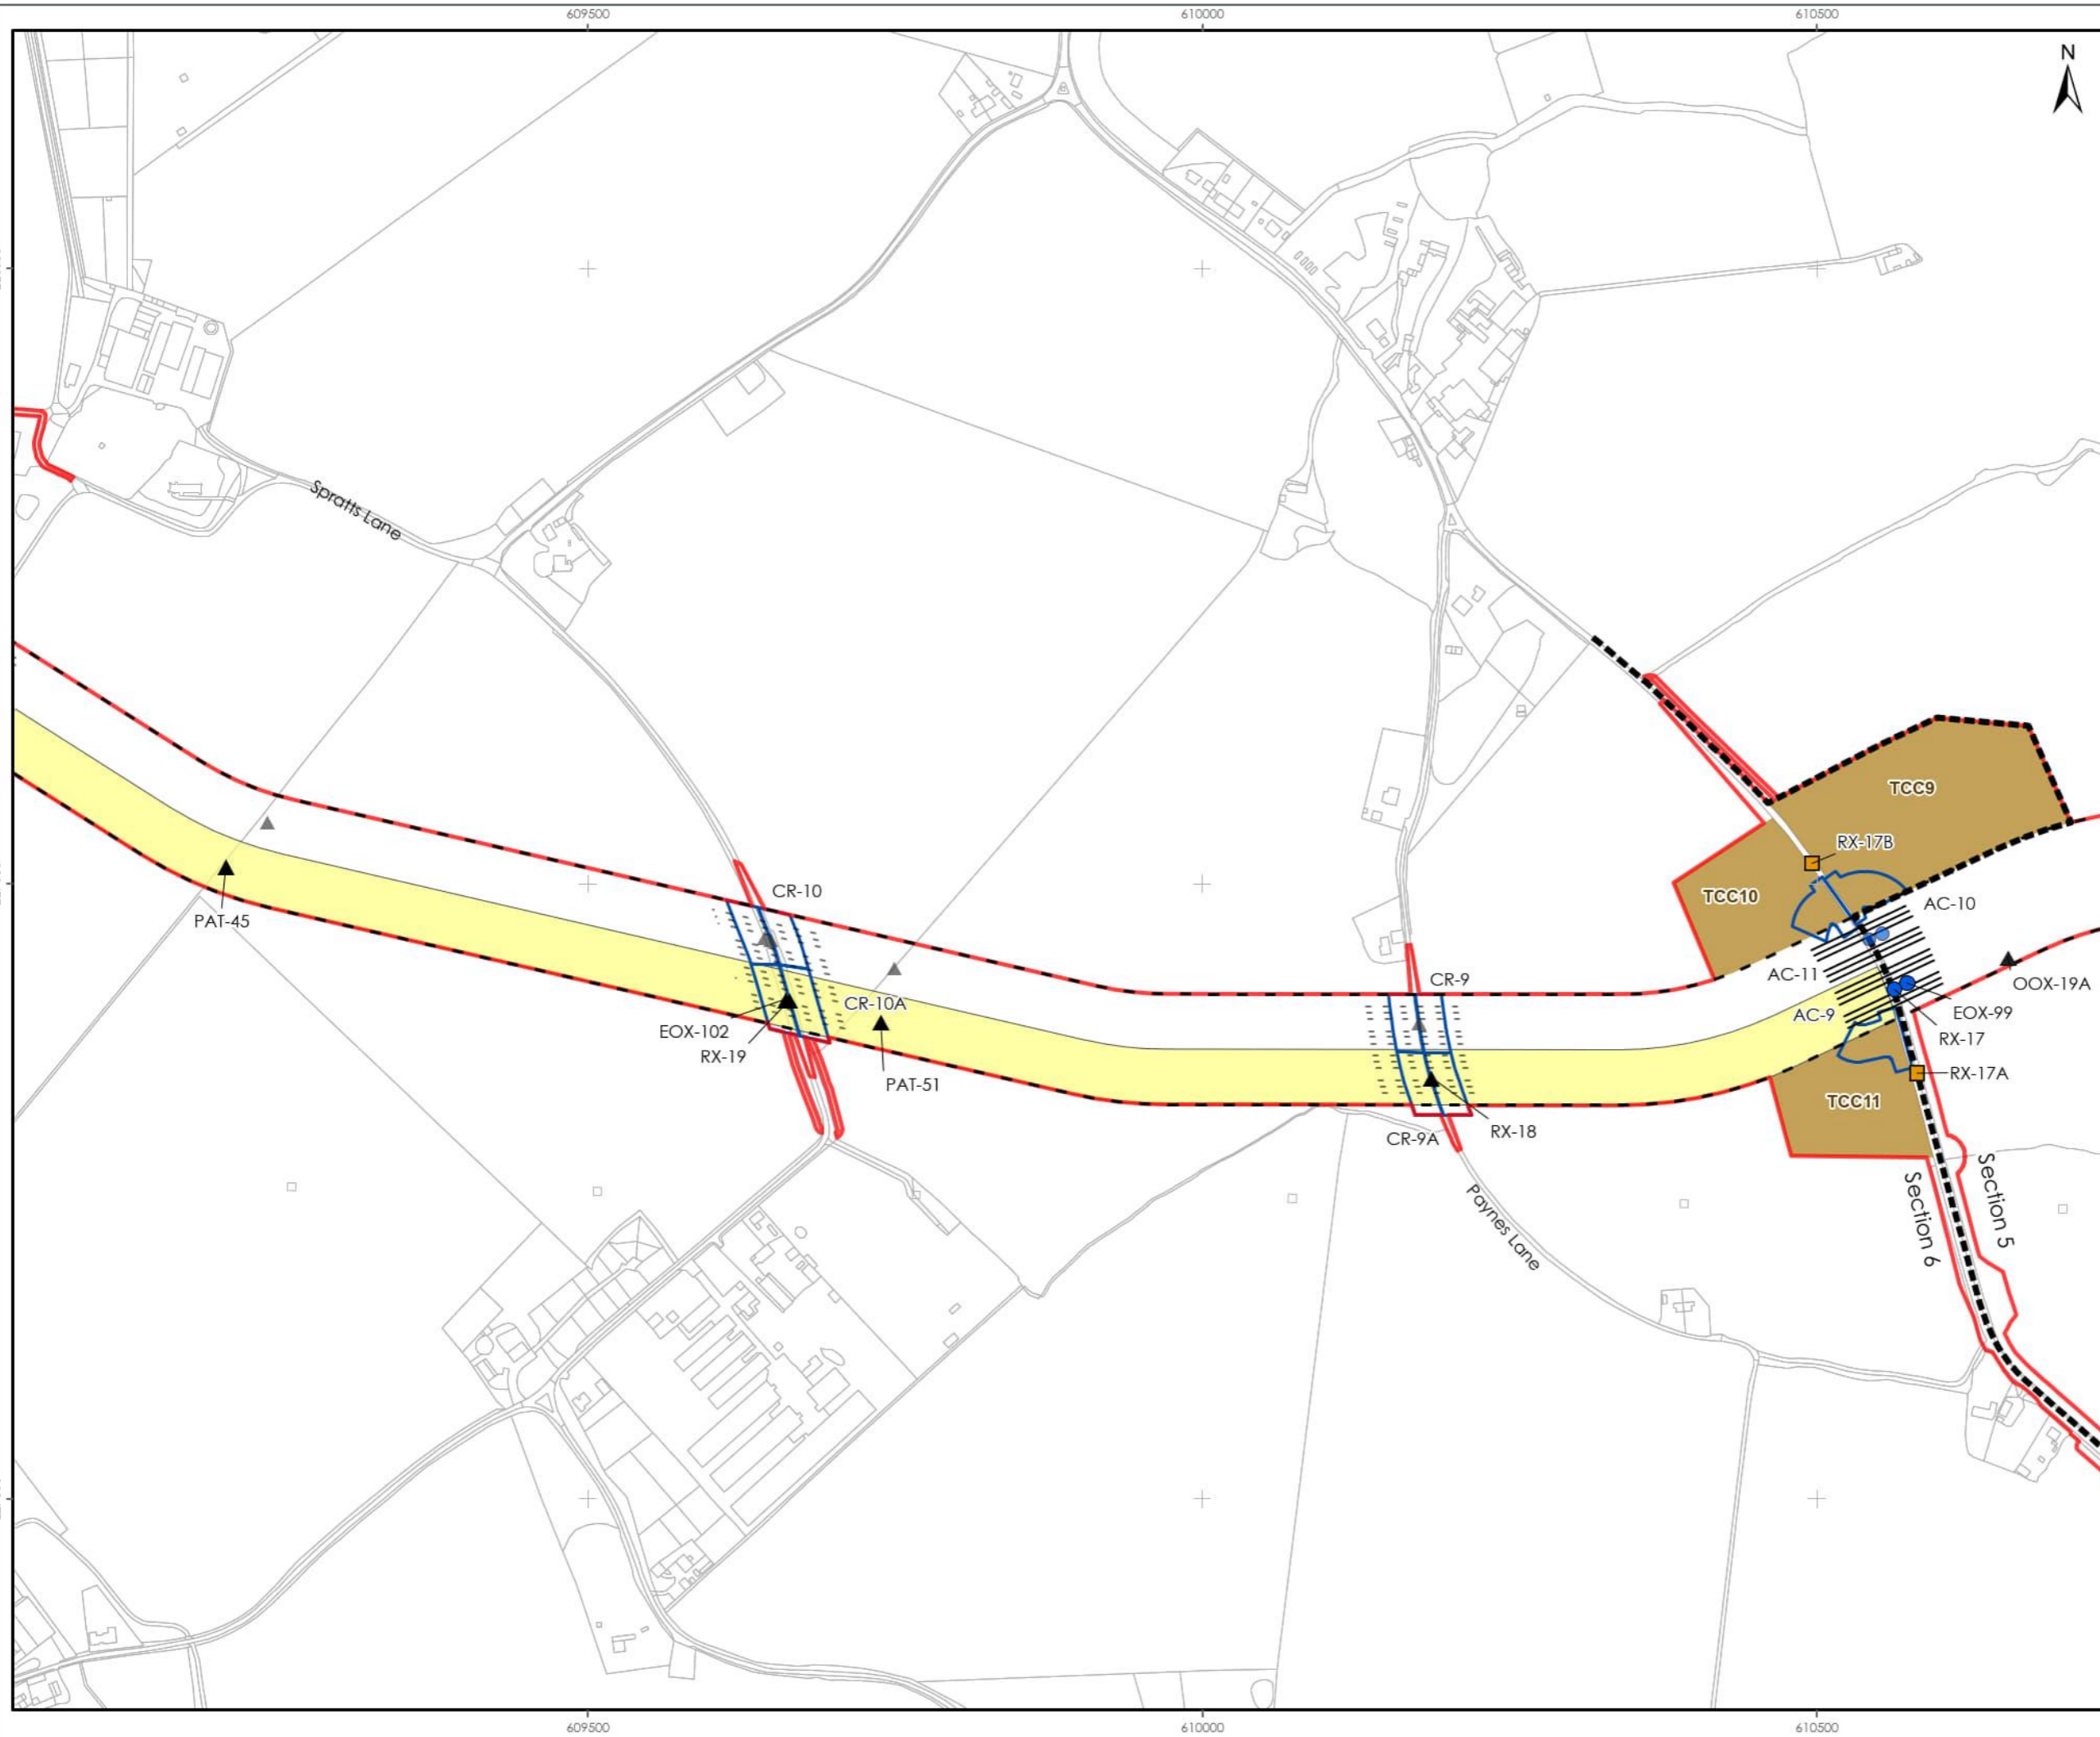 609500
610000
610500
N
Spratts Lane
TCC9
RX-17B
TCC10
CR-10
AC-10
PAT-45
AC-11
CR-9
OOX-19A
CR-10A
EOX-99
AC-9
EOX-102
RX-17
RX-19
RX-17A
PAT-51
TCC11
RX-18
CR-9A
Section 5
Section 6
Paynes Lane
609500
610000
610500